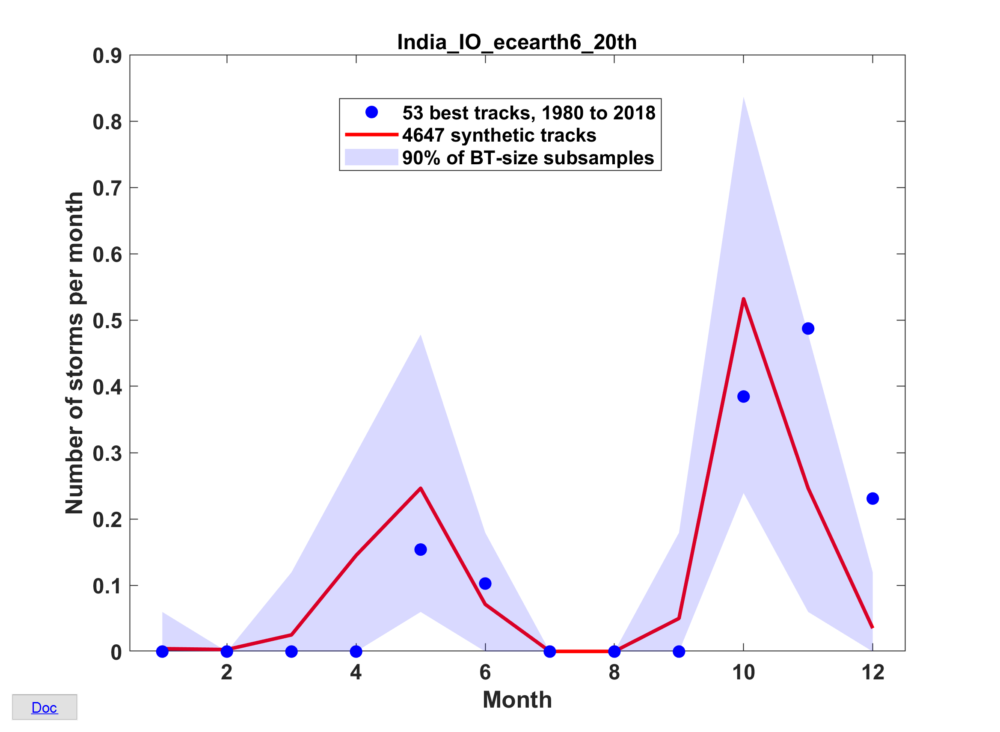 India_IO_ecearth6_20th
53 best tracks, 1980 to 2018
4647 synthetic tracks
90% of BT-size subsamples
Number of storms per month
0.9
0.8
0.7
0.6
0.5
0.4
0.3
0.2
0.1
0
2 4 6 8 10 12
Month
Doc